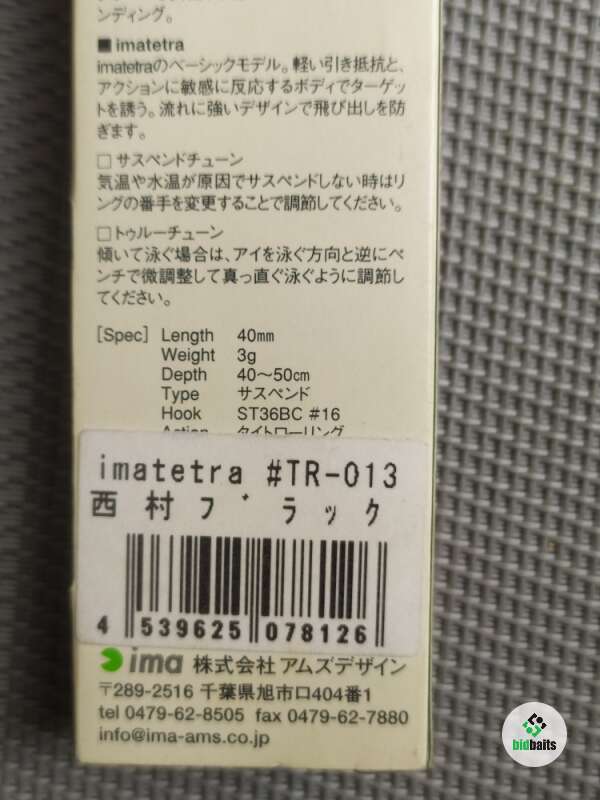 ンディング。
■ imatetra
imatetraのベーシックモデル。軽い引き抵抗と、
アクションに敏感に反応するボディでターゲッ
トを誘う。流れに強いデザインで飛び出しを防
ぎます。
□ サスペンドチューン
気温や水温が原因でサスペンドしない時はリ
ングの番手を変更することで調節してください。
□ トゥルーチューン
傾いて泳ぐ場合は、アイを泳ぐ方向と逆にペ
ンチで微調整して真っ直ぐ泳ぐように調節し
てください。
[Spec] Length 40mm
Weight 3g
Depth 40〜50cm
Type サスペンド
Hook ST36BC #16
Action タイトローリング
imatetra #TR-013
西村ブラック
4 539625 078126
ima 株式会社 アムズデザイン
〒289-2516 千葉県旭市口404番1
tel 0479-62-8505 fax 0479-62-7880
info@ima-ams.co.jp
bidbaits